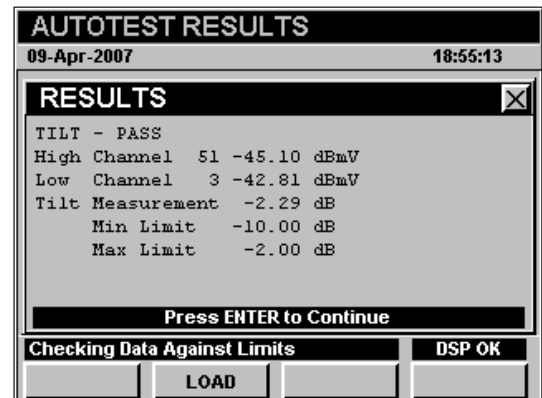 AUTOTEST RESULTS
09-Apr-2007 18:55:13
RESULTS
TILT - PASS
High Channel 51 -45.10 dBmV
Low Channel 3 -42.81 dBmV
Tilt Measurement -2.29 dB
Min Limit -10.00 dB
Max Limit -2.00 dB
Press ENTER to Continue
Checking Data Against Limits DSP OK
LOAD